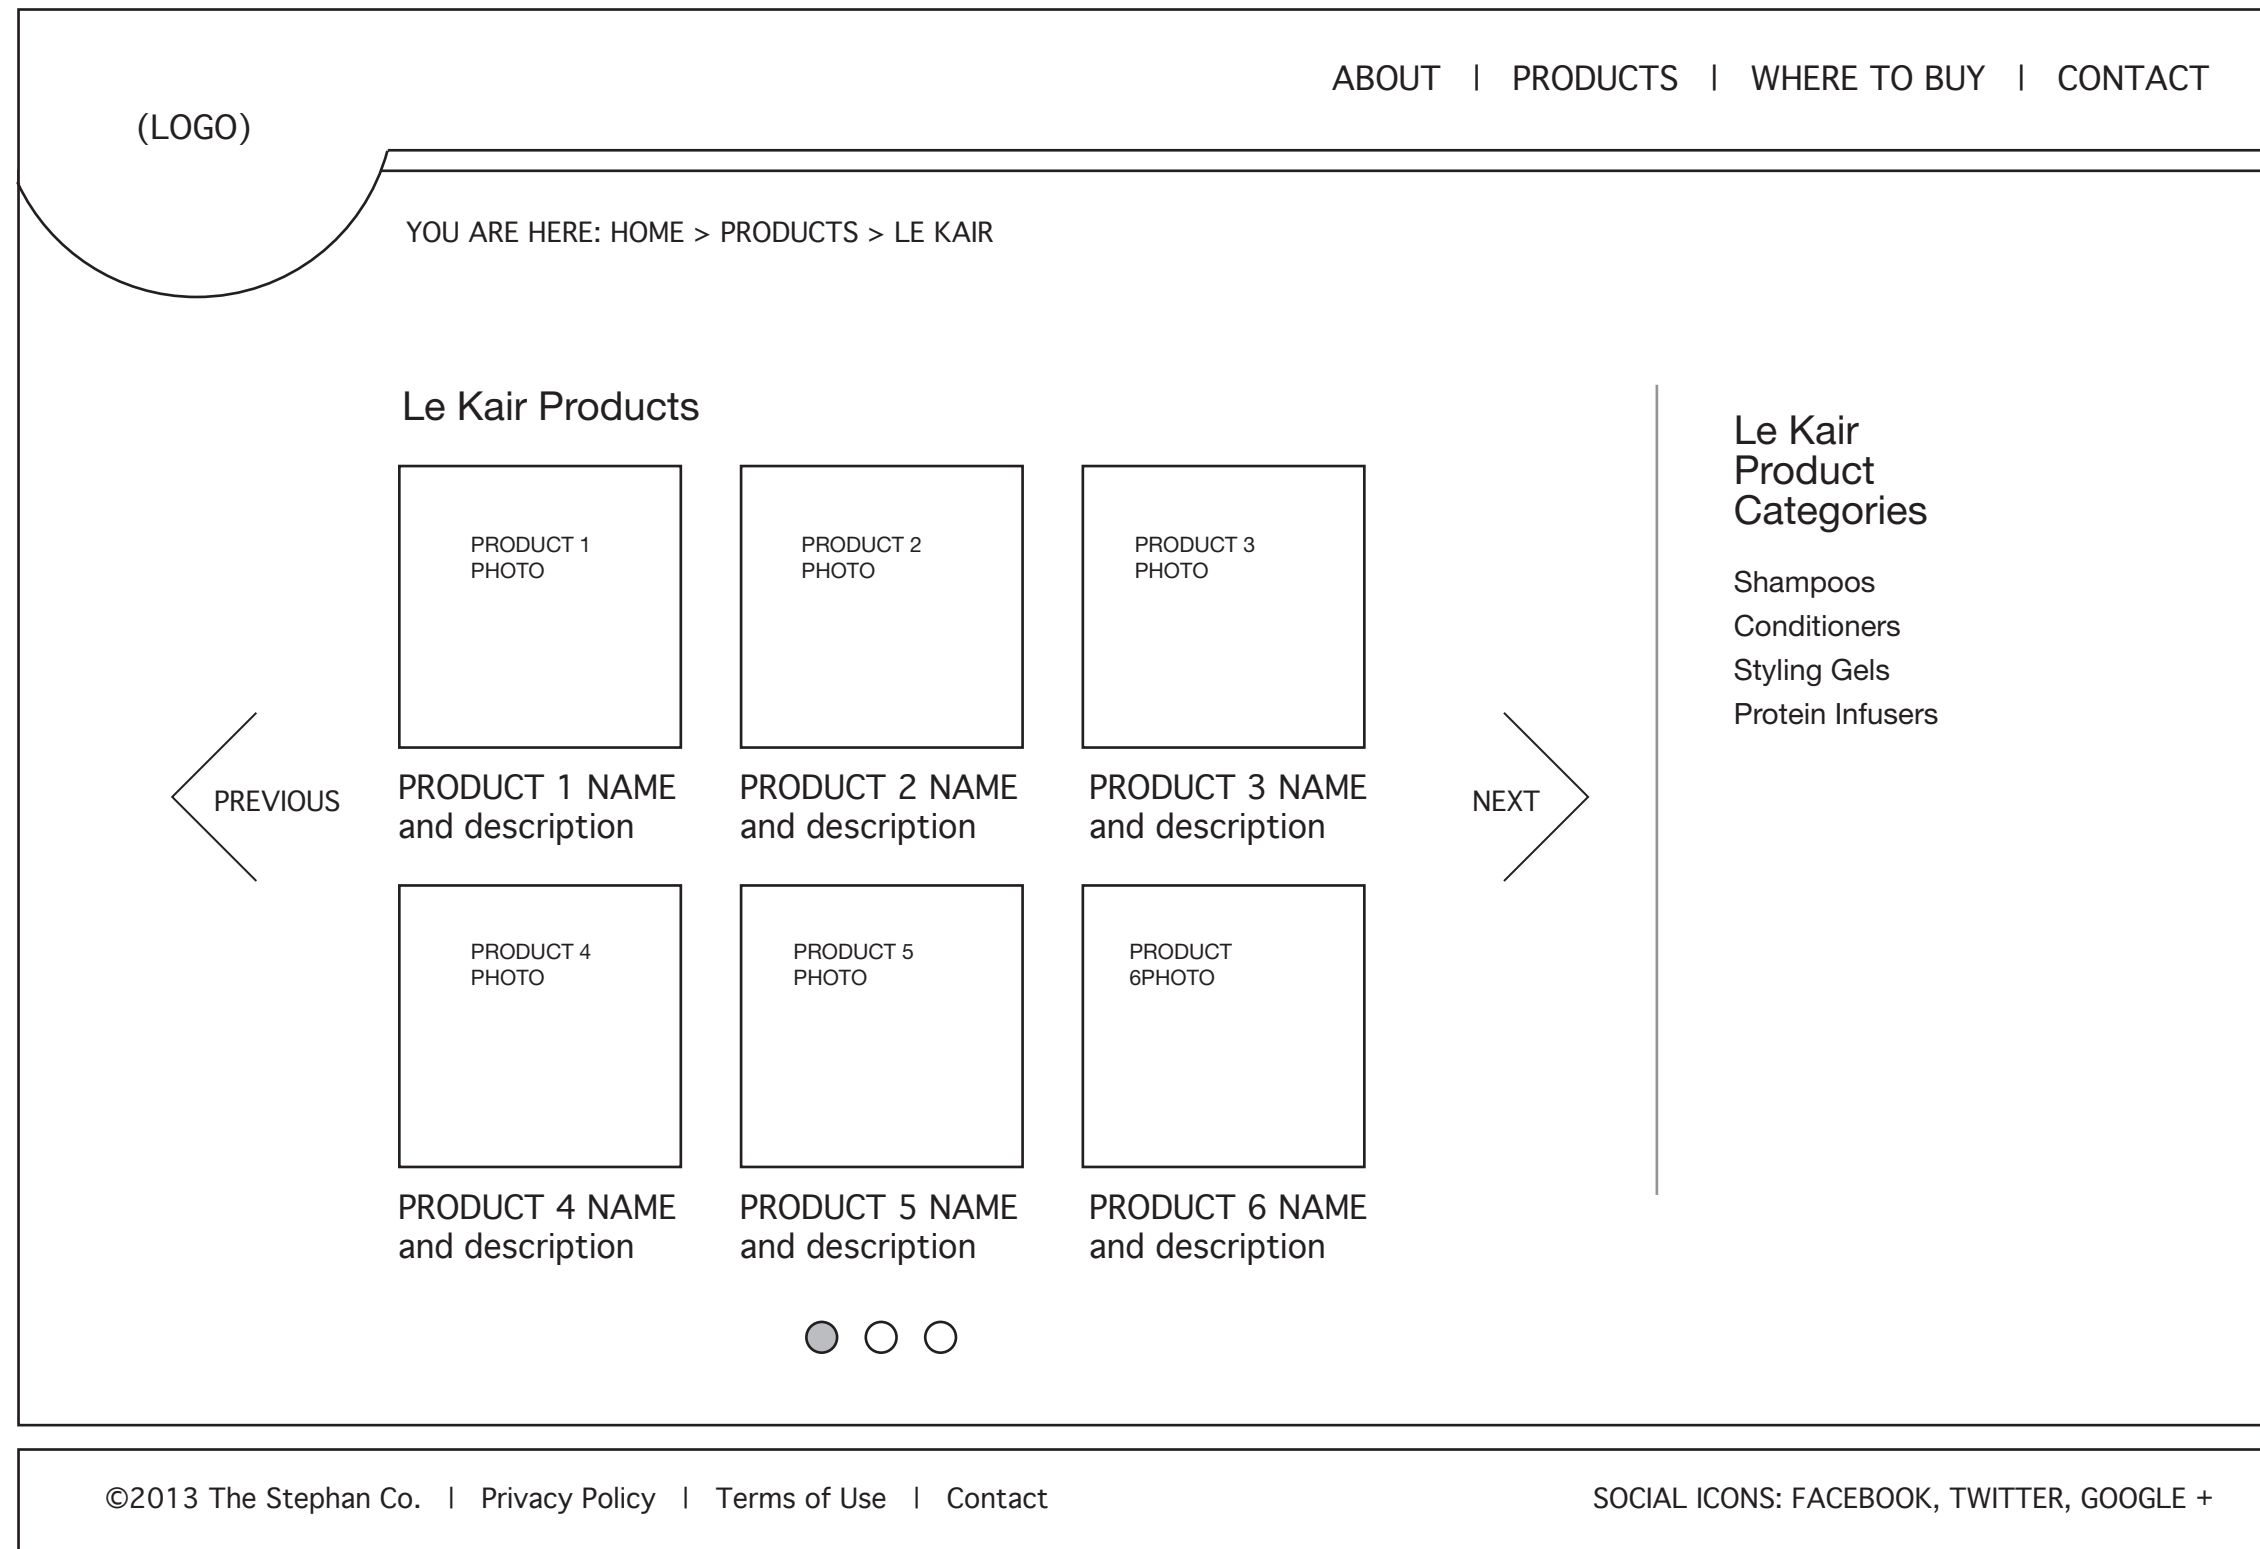 ABOUT | PRODUCTS | WHERE TO BUY | CONTACT
(LOGO)
YOU ARE HERE: HOME > PRODUCTS > LE KAIR
Le Kair Products
PRODUCT 1
PHOTO
PRODUCT 2
PHOTO
PRODUCT 3
PHOTO
PREVIOUS
PRODUCT 1 NAME
and description
PRODUCT 2 NAME
and description
PRODUCT 3 NAME
and description
NEXT
PRODUCT 4
PHOTO
PRODUCT 5
PHOTO
PRODUCT
6PHOTO
PRODUCT 4 NAME
and description
PRODUCT 5 NAME
and description
PRODUCT 6 NAME
and description
Le Kair
Product
Categories
Shampoos
Conditioners
Styling Gels
Protein Infusers
©2013 The Stephan Co. | Privacy Policy | Terms of Use | Contact
SOCIAL ICONS: FACEBOOK, TWITTER, GOOGLE +